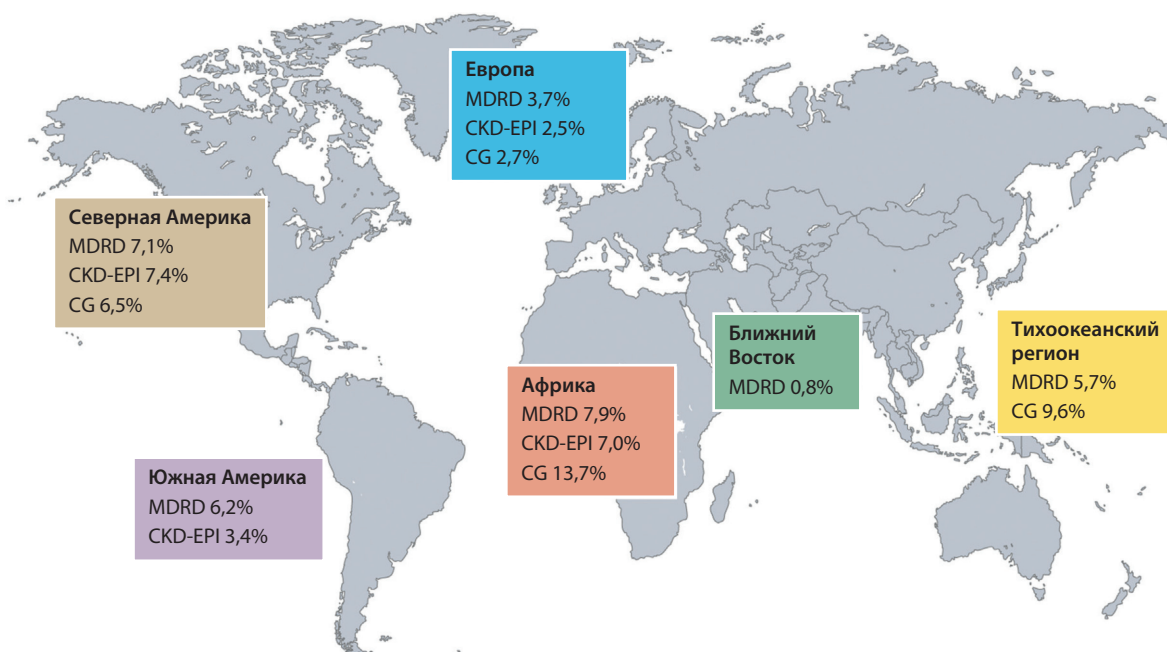 Европа
MDRD 3,7%
CKD-EPI 2,5%
CG 2,7%
Северная Америка
MDRD 7,1%
CKD-EPI 7,4%
CG 6,5%
Ближний
Восток
MDRD 0,8%
Тихоокеанский
регион
MDRD 5,7%
CG 9,6%
Африка
MDRD 7,9%
CKD-EPI 7,0%
CG 13,7%
Южная Америка
MDRD 6,2%
CKD-EPI 3,4%